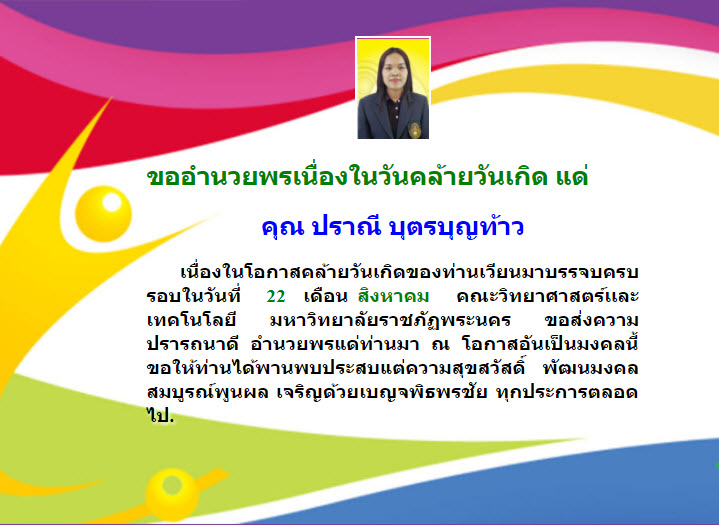 ขออำนวยพรเนื่องในวันคล้ายวันเกิด แด่
คุณ ปราณี บุตรบุญท้าว
เนื่องในโอกาสคล้ายวันเกิดของท่านเวียนมาบรรจบครบ
รอบในวันที่ 22 เดือน สิงหาคม คณะวิทยาศาสตร์และ
เทคโนโลยี มหาวิทยาลัยราชภัฏพระนคร ขอส่งความ
ปรารถนาดี อำนวยพรแด่ท่านมา ณ โอกาสอันเป็นมงคลนี้
ขอให้ท่านได้พานพบประสบแต่ความสุขสวัสดิ์ พัฒนมงคล
สมบูรณ์พูนผล เจริญด้วยเบญจพิธพรชัย ทุกประการตลอด
ไป.